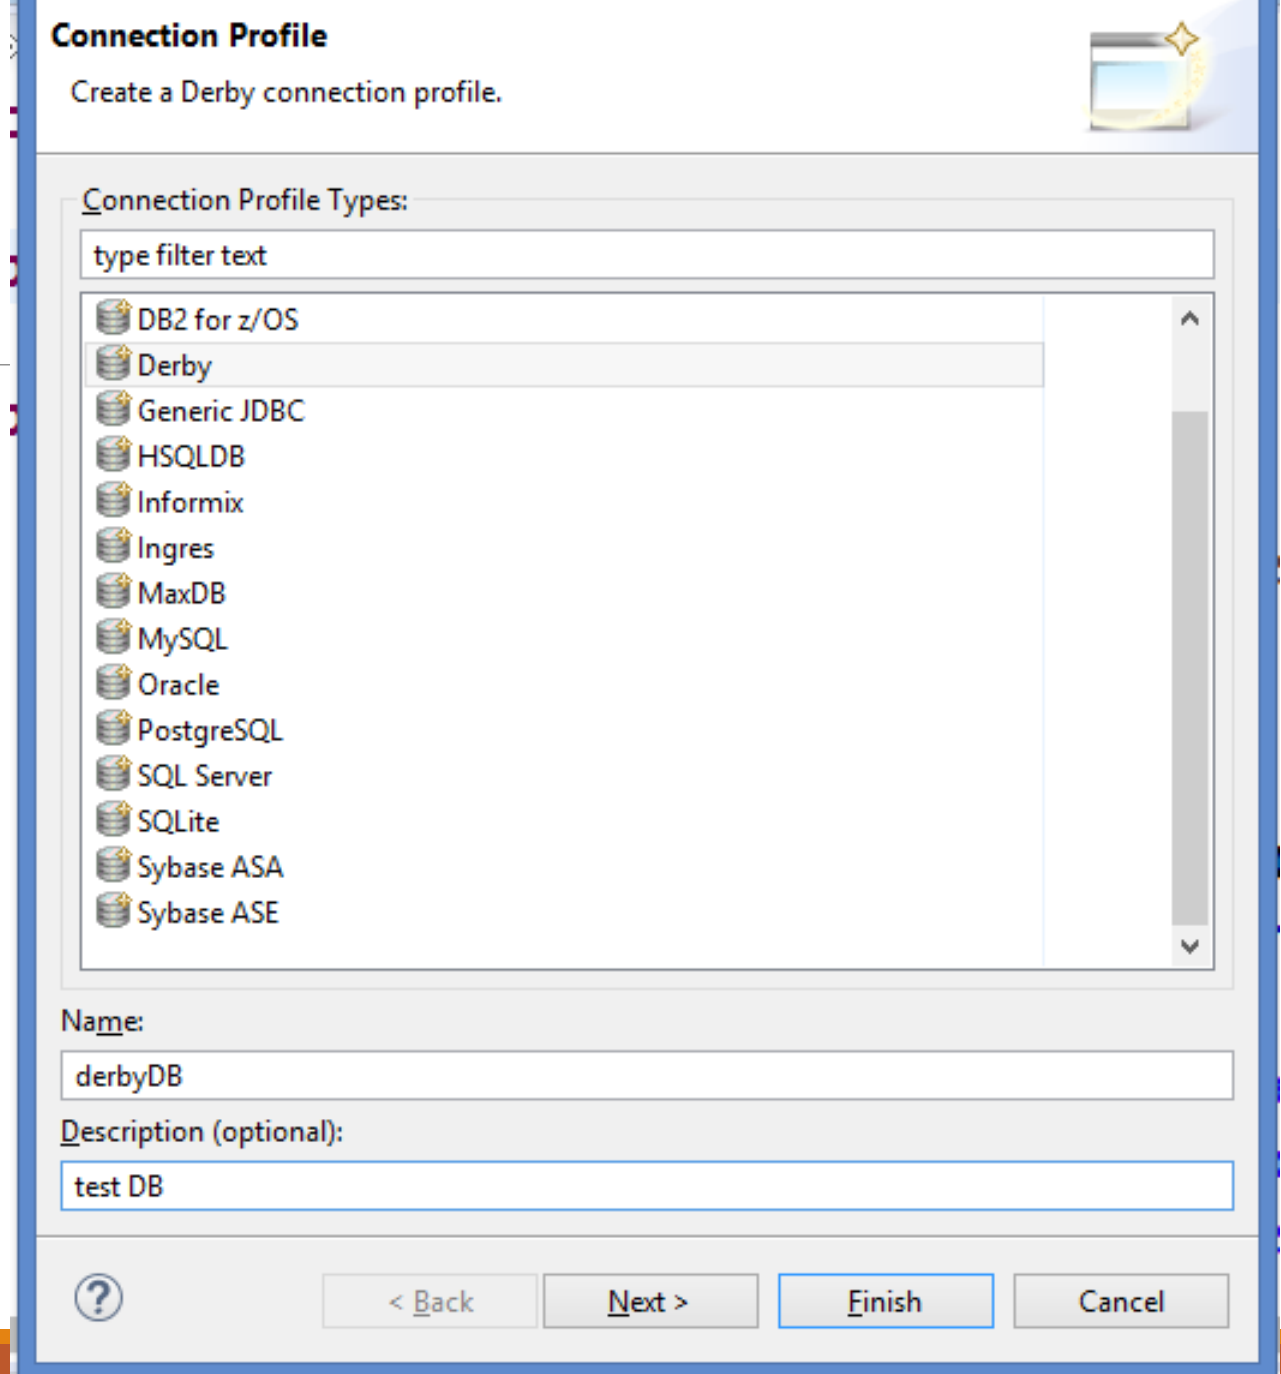 Connection Profile
Create a Derby connection profile.
Connection Profile Types:
type filter text
DB2 for z/OS
Derby
Generic JDBC
HSQLDB
Informix
Ingres
MaxDB
MySQL
Oracle
PostgreSQL
SQL Server
SQLite
Sybase ASA
Sybase ASE
Name:
derbyDB
Description (optional):
test DB
?
< Back
Next >
Finish
Cancel